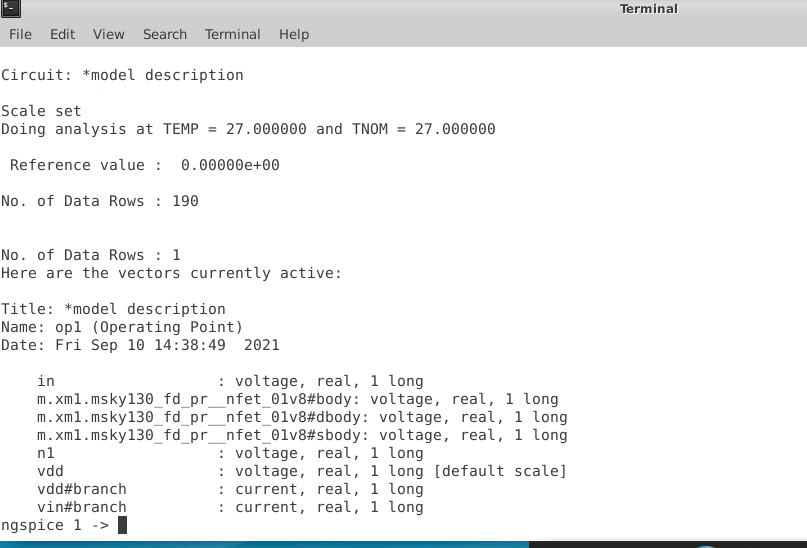 Terminal
File Edit View Search Terminal Help
Circuit: *model description
Scale set
Doing analysis at TEMP = 27.000000 and TNOM = 27.000000
Reference value :  0.00000e+00
No. of Data Rows : 190
No. of Data Rows : 1
Here are the vectors currently active:
Title: *model description
Name: op1 (Operating Point)
Date: Fri Sep 10 14:38:49  2021
in                  : voltage, real, 1 long
m.xm1.msky130_fd_pr__nfet_01v8#body: voltage, real, 1 long
m.xm1.msky130_fd_pr__nfet_01v8#dbody: voltage, real, 1 long
m.xm1.msky130_fd_pr__nfet_01v8#sbody: voltage, real, 1 long
n1                  : voltage, real, 1 long
vdd                 : voltage, real, 1 long [default scale]
vdd#branch          : current, real, 1 long
vin#branch          : current, real, 1 long
ngspice 1 ->